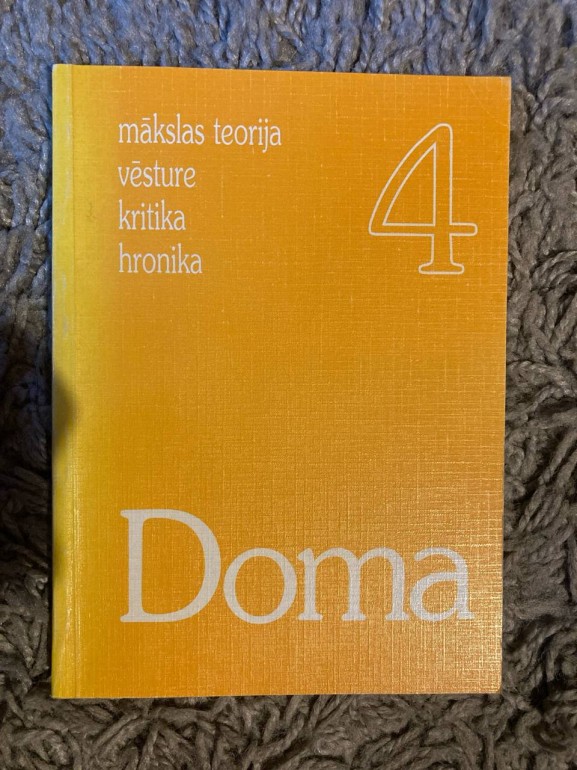 mākslas teorija
vēsture
kritika
hronika
4
Doma